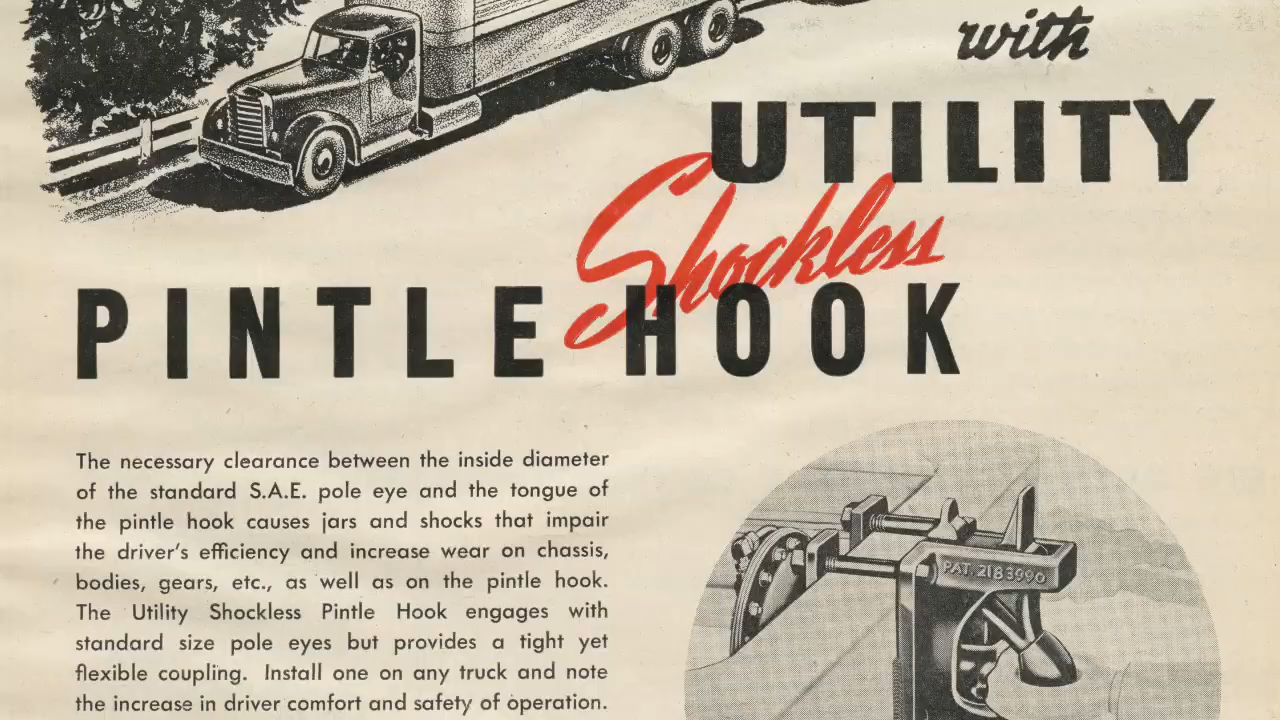 with
UTILITY
Shockless
PINTLE HOOK
The necessary clearance between the inside diameter
of the standard S.A.E. pole eye and the tongue of
the pintle hook causes jars and shocks that impair
the driver's efficiency and increase wear on chassis,
bodies, gears, etc., as well as on the pintle hook.
The Utility Shockless Pintle Hook engages with
standard size pole eyes but provides a tight yet
flexible coupling. Install one on any truck and note
the increase in driver comfort and safety of operation.
PAT. 2183990